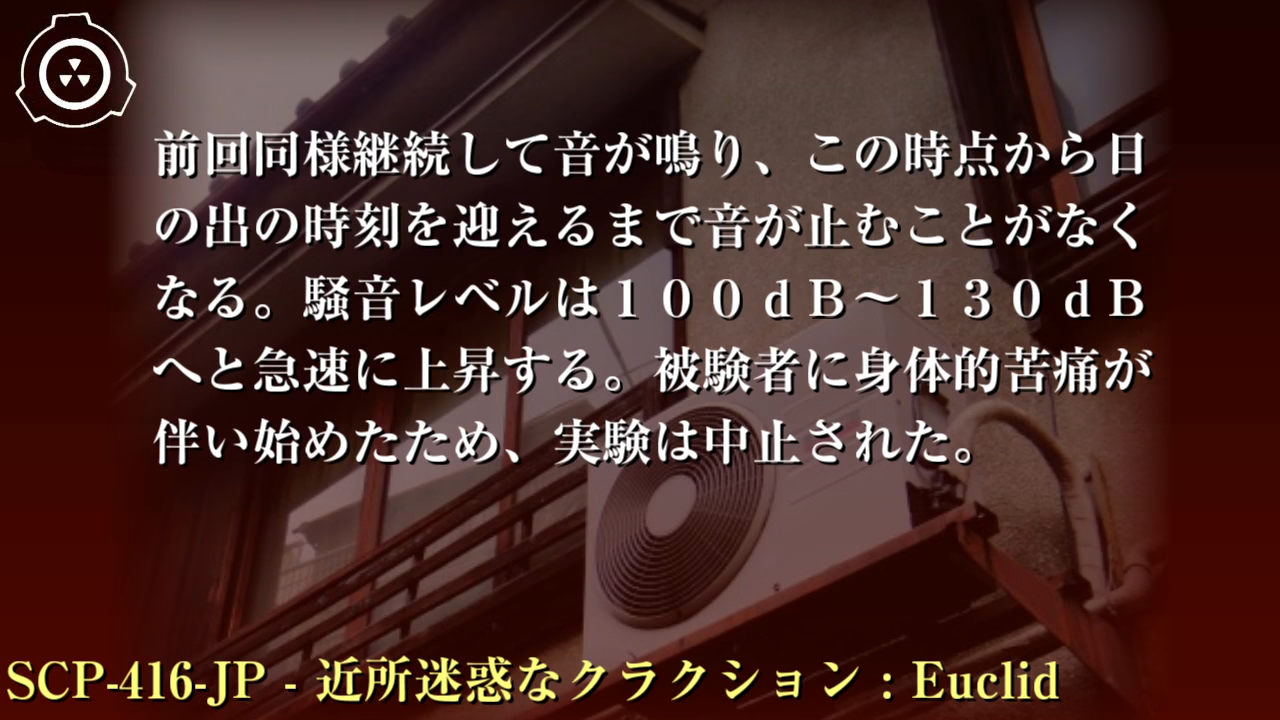 前回同様継続して音が鳴り、この時点から日
の出の時刻を迎えるまで音が止むことがなく
なる。騒音レベルは１００ｄＢ～１３０ｄＢ
へと急速に上昇する。被験者に身体的苦痛が
伴い始めたため、実験は中止された。
SCP-416-JP - 近所迷惑なクラクション : Euclid